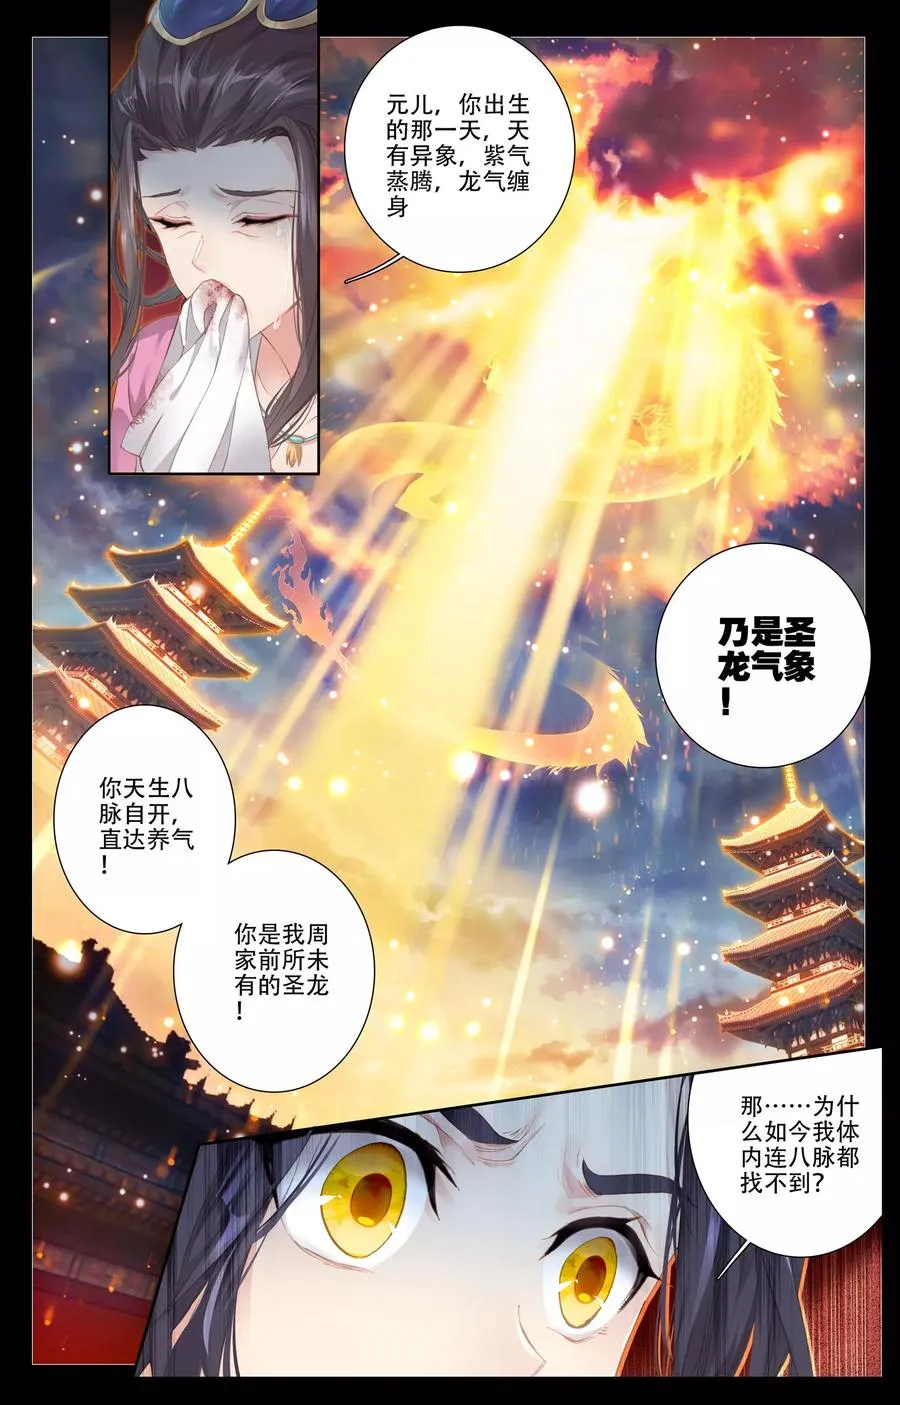 元儿，你出生
的那一天，天
有异象，紫气
蒸腾，龙气缠
身
乃是圣
龙气象
！
你天生八
脉自开，
直达养气
！
你是我周
家前所未
有的圣龙
！
那……为什
么如今我体
内连八脉都
找不到？